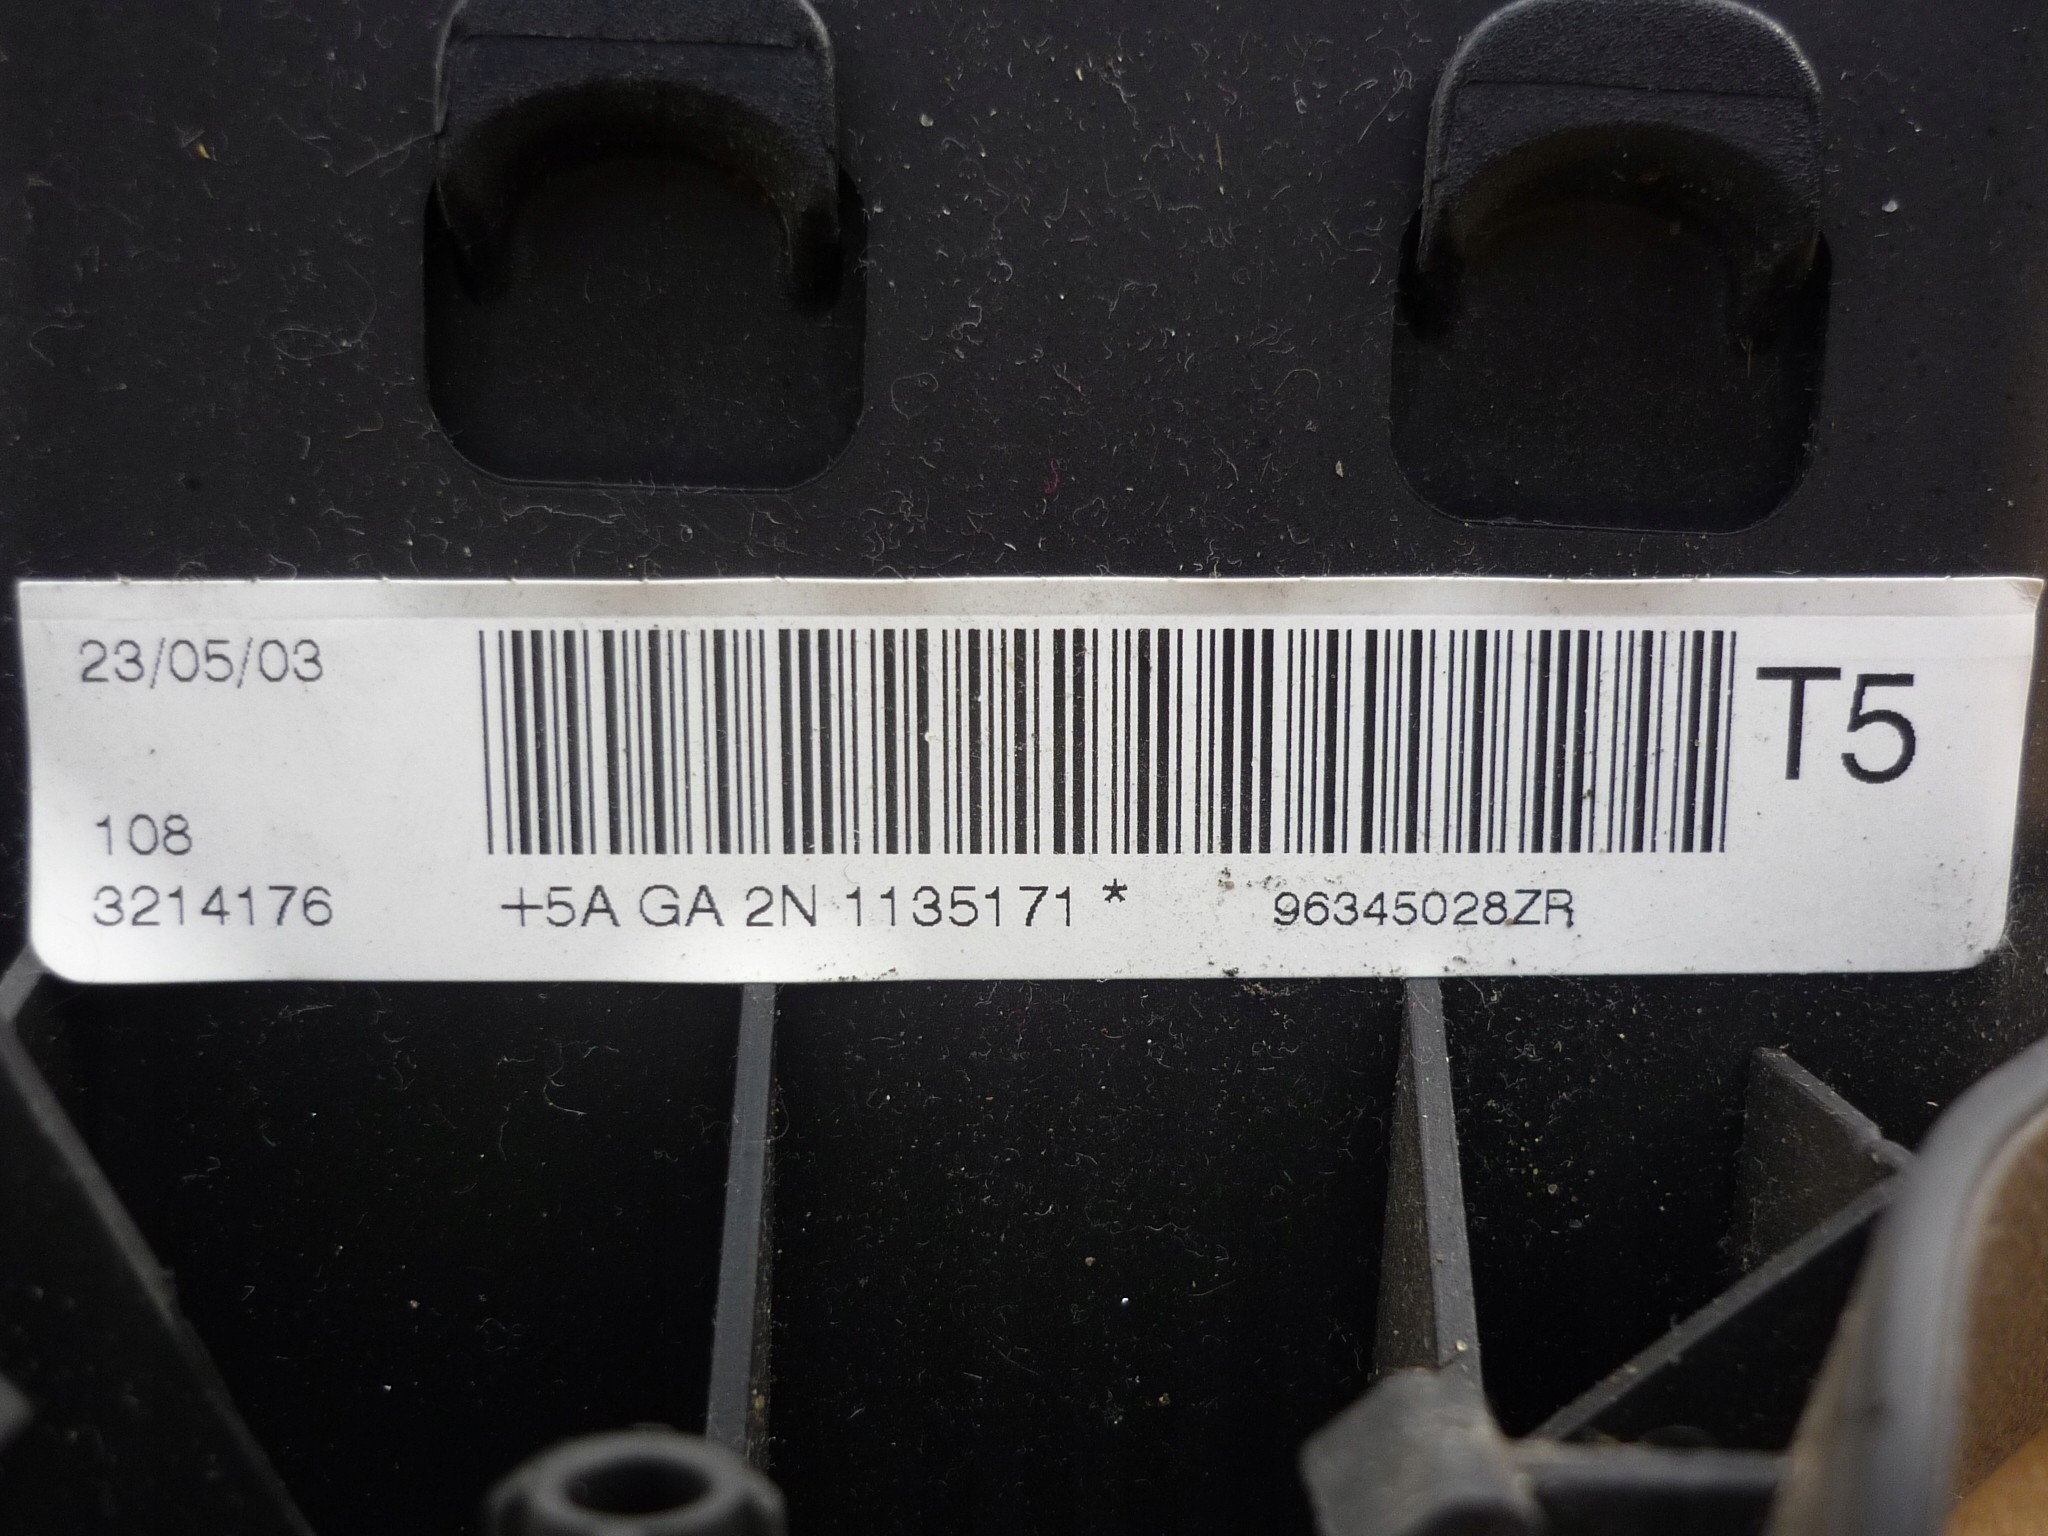 23/05/03
T5
108
3214176 +5A GA 2N 1135171 * 96345028ZR